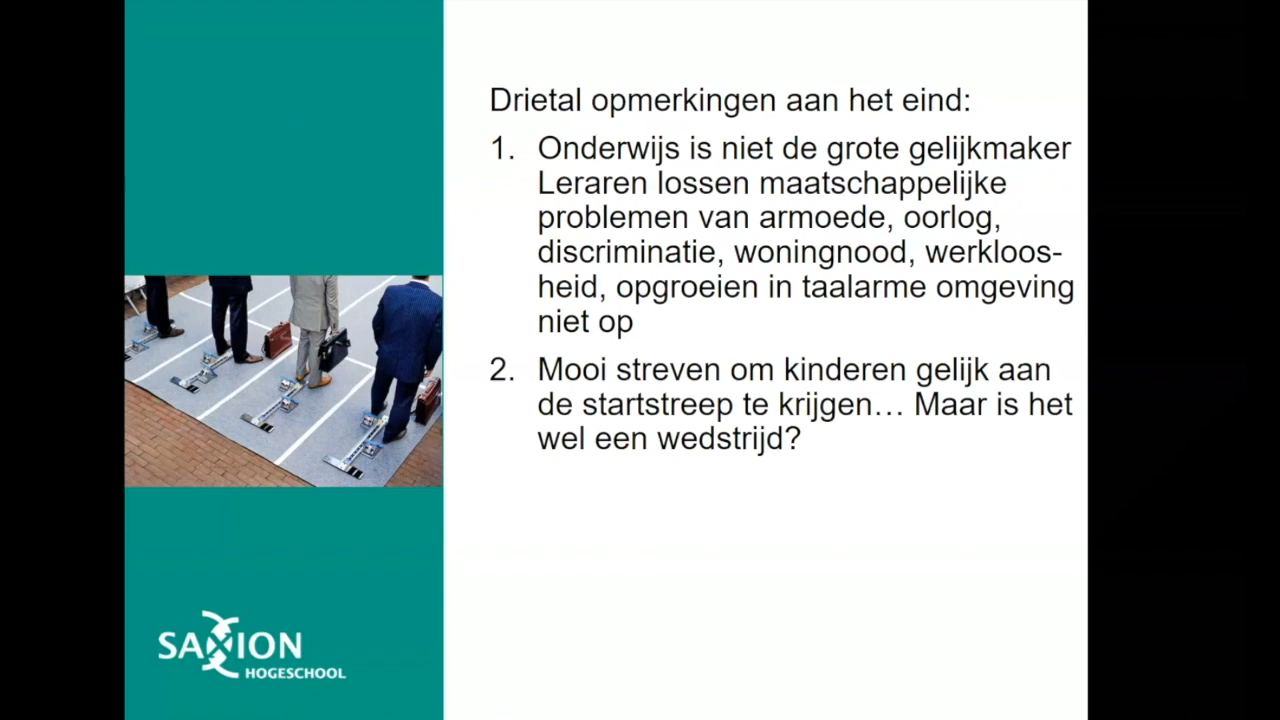 Drietal opmerkingen aan het eind:
1. Onderwijs is niet de grote gelijkmaker
Leraren lossen maatschappelijke
problemen van armoede, oorlog,
discriminatie, woningnood, werkloos-
heid, opgroeien in taalarme omgeving
niet op
2. Mooi streven om kinderen gelijk aan
de startstreep te krijgen… Maar is het
wel een wedstrijd?
SAXION
HOGESCHOOL